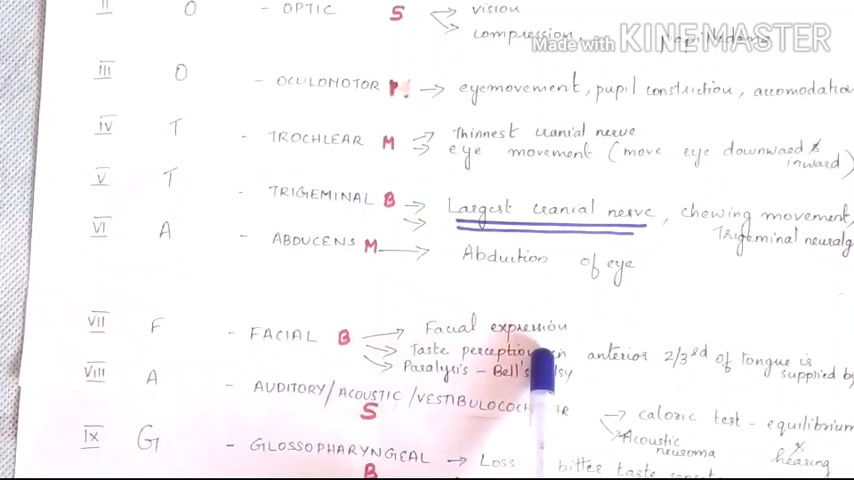 II O - OPTIC S vision
compression, Papilledema
Made with KINEMASTER
III O - OCULOMOTOR eyemovement, pupil constriction, accomodation
IV T - TROCHLEAR M Thinnest cranial nerve
eye movement (move eye downward & inward)
V T - TRIGEMINAL B Largest cranial nerve, chewing movement,
Trigeminal neuralg
VI A - ABDUCENS M Abduction of eye
VII F - FACIAL B Facial expression
Taste perception in anterior 2/3rd of tongue is supplied by
Paralysis - Bell's
VIII A - AUDITORY/ACOUSTIC/VESTIBULOCOCH AR S caloric test - equilibrium & hearing
Acoustic neuroma
IX G - GLOSSOPHARYNGEAL B Loss bitter taste